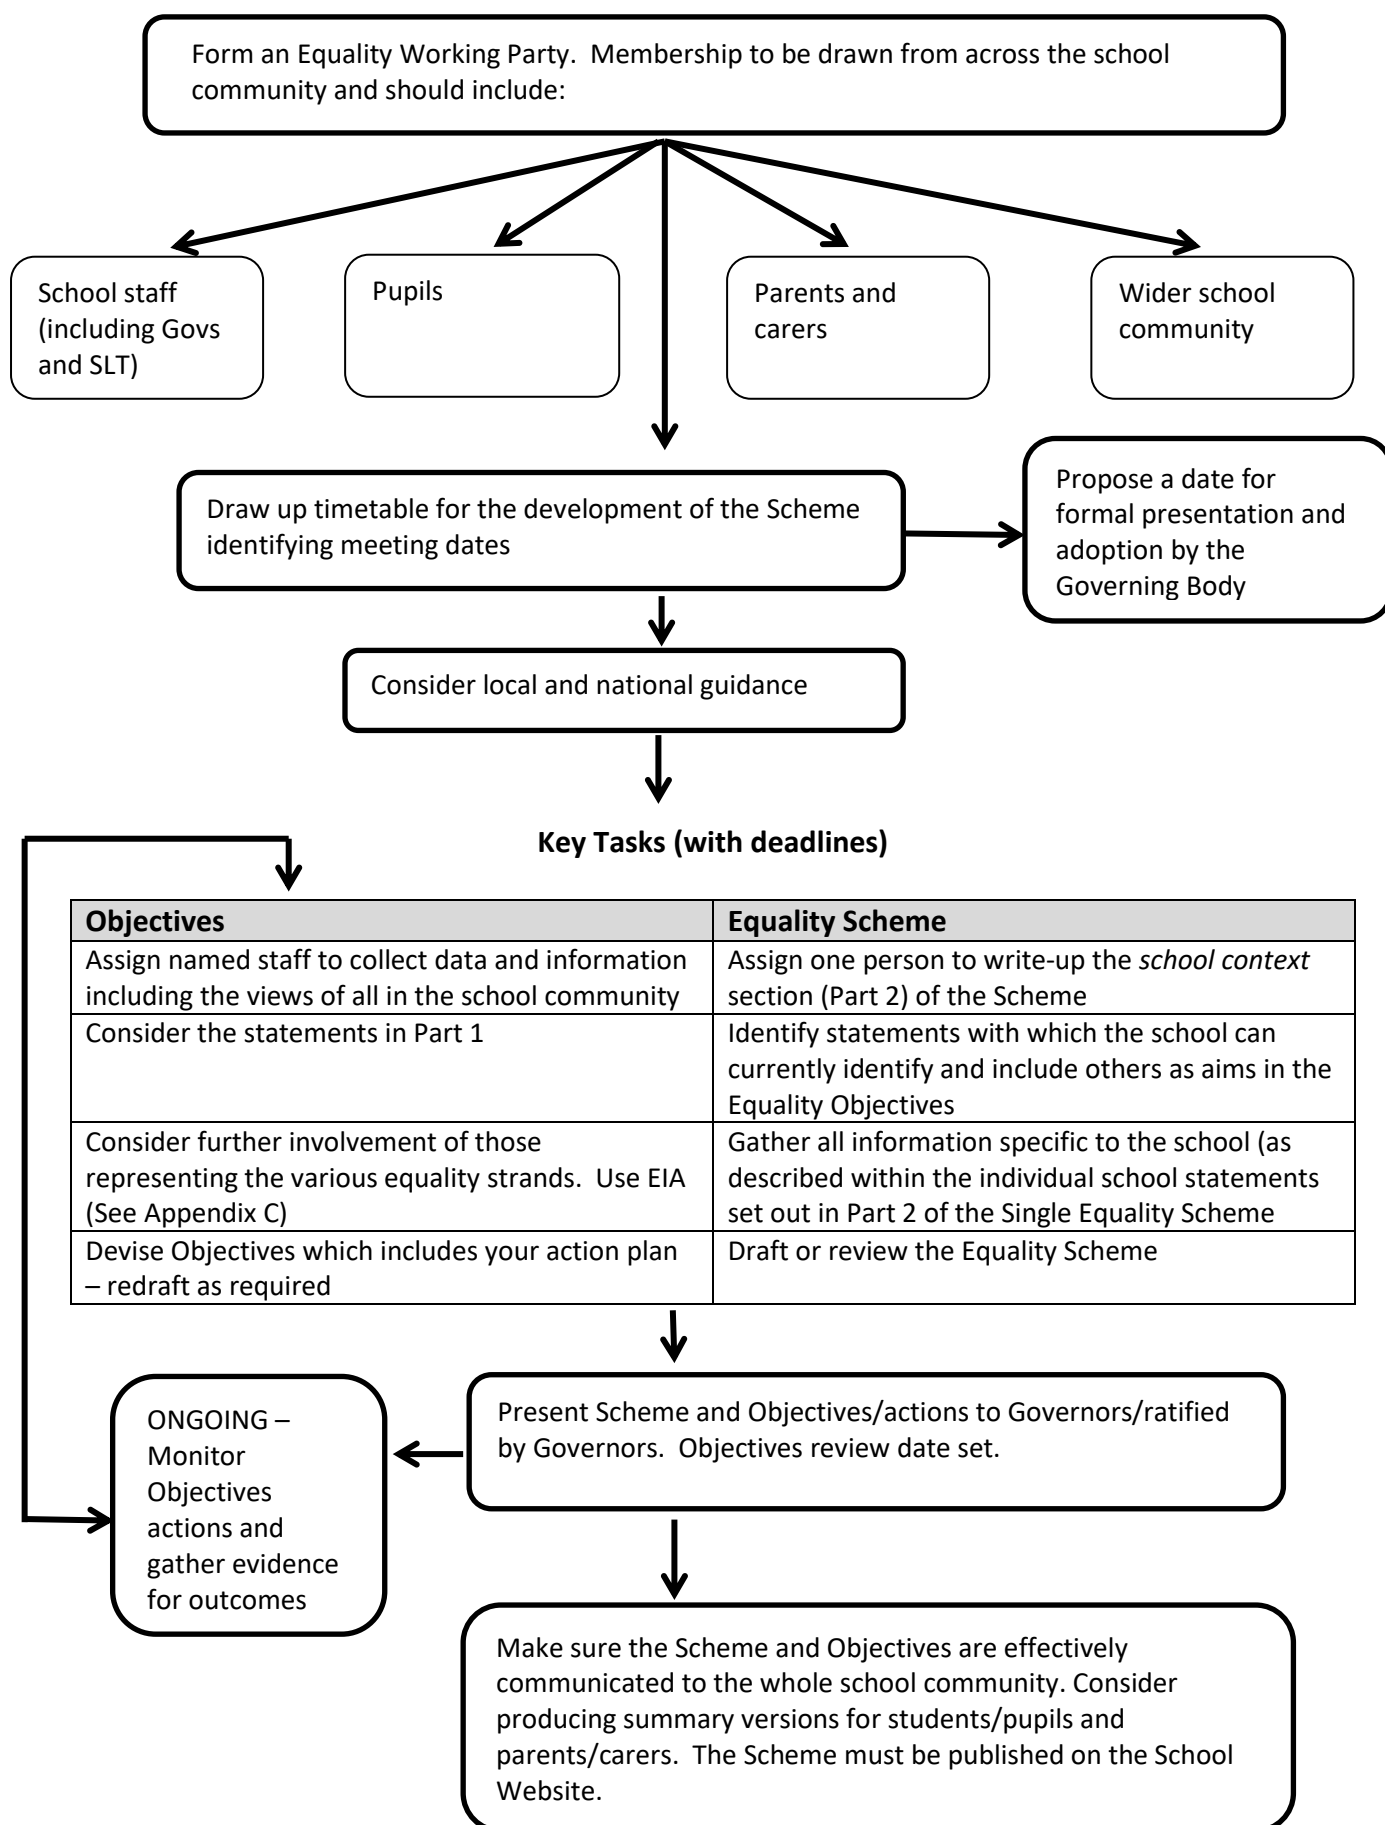 Form an Equality Working Party.  Membership to be drawn from across the school
community and should include:
School staff
(including Govs
and SLT)
Pupils
Parents and
carers
Wider school
community
Draw up timetable for the development of the Scheme
identifying meeting dates
Propose a date for
formal presentation and
adoption by the
Governing Body
Consider local and national guidance
Key Tasks (with deadlines)
Objectives
Equality Scheme
Assign named staff to collect data and information
including the views of all in the school community
Assign one person to write-up the school context
section (Part 2) of the Scheme
Consider the statements in Part 1
Identify statements with which the school can
currently identify and include others as aims in the
Equality Objectives
Consider further involvement of those
representing the various equality strands.  Use EIA
(See Appendix C)
Gather all information specific to the school (as
described within the individual school statements
set out in Part 2 of the Single Equality Scheme
Devise Objectives which includes your action plan
– redraft as required
Draft or review the Equality Scheme
Present Scheme and Objectives/actions to Governors/ratified
by Governors.  Objectives review date set.
ONGOING –
Monitor
Objectives
actions and
gather evidence
for outcomes
Make sure the Scheme and Objectives are effectively
communicated to the whole school community. Consider
producing summary versions for students/pupils and
parents/carers.  The Scheme must be published on the School
Website.